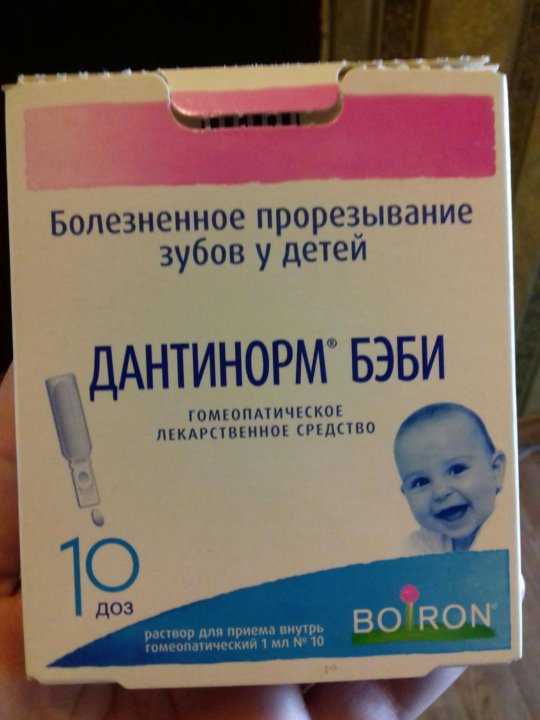 Болезненное прорезывание
зубов у детей
ДАНТИНОРМ® БЭБИ
ГОМЕОПАТИЧЕСКОЕ
ЛЕКАРСТВЕННОЕ СРЕДСТВО
10
ДОЗ
раствор для приема внутрь
гомеопатический 1 мл № 10
BOIRON®